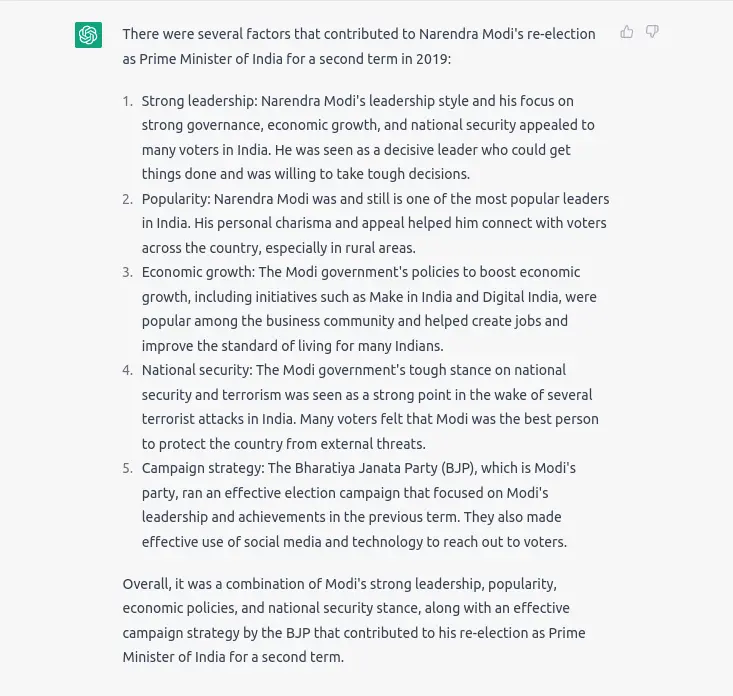 There were several factors that contributed to Narendra Modi's re-election
as Prime Minister of India for a second term in 2019:
1. Strong leadership: Narendra Modi's leadership style and his focus on
strong governance, economic growth, and national security appealed to
many voters in India. He was seen as a decisive leader who could get
things done and was willing to take tough decisions.
2. Popularity: Narendra Modi was and still is one of the most popular leaders
in India. His personal charisma and appeal helped him connect with voters
across the country, especially in rural areas.
3. Economic growth: The Modi government's policies to boost economic
growth, including initiatives such as Make in India and Digital India, were
popular among the business community and helped create jobs and
improve the standard of living for many Indians.
4. National security: The Modi government's tough stance on national
security and terrorism was seen as a strong point in the wake of several
terrorist attacks in India. Many voters felt that Modi was the best person
to protect the country from external threats.
5. Campaign strategy: The Bharatiya Janata Party (BJP), which is Modi's
party, ran an effective election campaign that focused on Modi's
leadership and achievements in the previous term. They also made
effective use of social media and technology to reach out to voters.
Overall, it was a combination of Modi's strong leadership, popularity,
economic policies, and national security stance, along with an effective
campaign strategy by the BJP that contributed to his re-election as Prime
Minister of India for a second term.